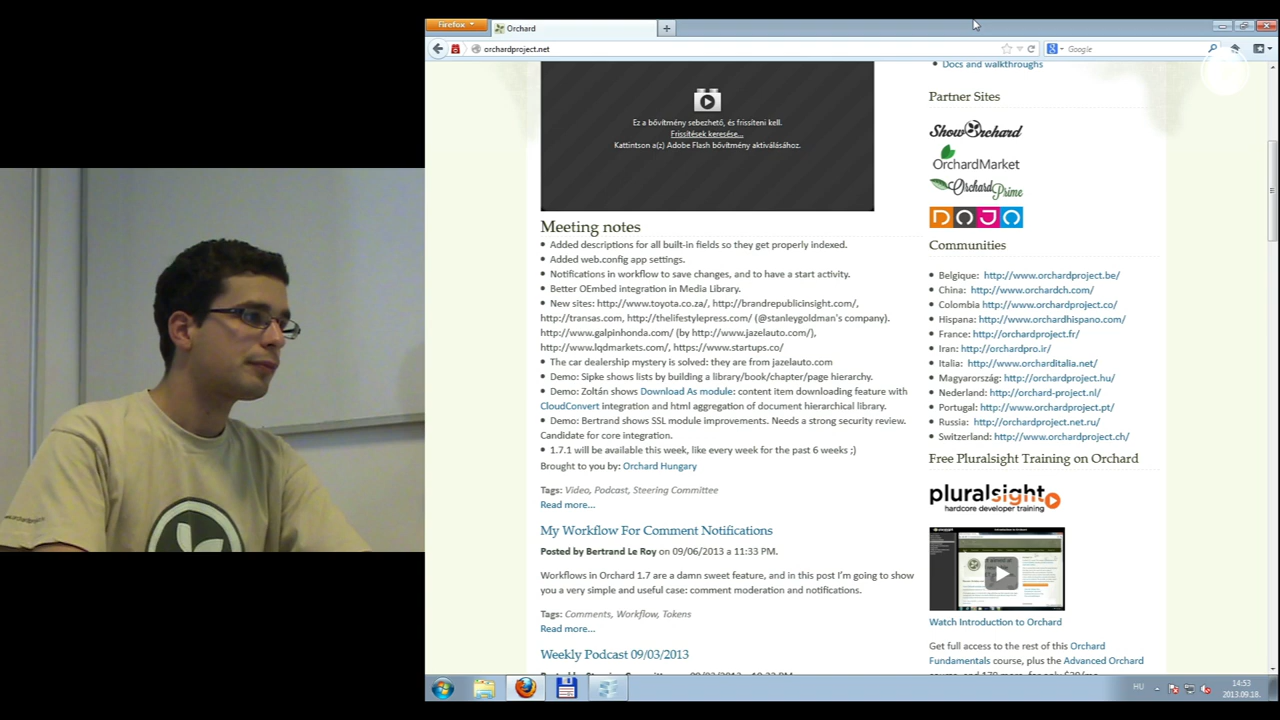 Firefox
Orchard
orchardproject.net
Google
Docs and walkthroughs
Ez a bővítmény sebezhető, és frissíteni kell.
Frissítések keresése...
Kattintson a(z) Adobe Flash bővítmény aktiválásához.
Meeting notes
Added descriptions for all built-in fields so they get properly indexed.
Added web.config app settings.
Notifications in workflow to save changes, and to have a start activity.
Better OEmbed integration in Media Library.
New sites: http://www.toyota.co.za/, http://brandrepublicinsight.com/,
http://transas.com, http://thelifestylepress.com/ (@stanleygoldman's company).
http://www.galpinhonda.com/ (by http://www.jazelauto.com/),
http://www.lqdmarkets.com/, https://www.startups.co/
The car dealership mystery is solved: they are from jazelauto.com
Demo: Sipke shows lists by building a library/book/chapter/page hierarchy.
Demo: Zoltán shows Download As module: content item downloading feature with
CloudConvert integration and html aggregation of document hierarchical library.
Demo: Bertrand shows SSL module improvements. Needs a strong security review.
Candidate for core integration.
1.7.1 will be available this week, like every week for the past 6 weeks ;)
Brought to you by: Orchard Hungary
Tags: Video, Podcast, Steering Committee
Read more...
My Workflow For Comment Notifications
Posted by Bertrand Le Roy on 09/06/2013 a 11:33 PM.
Workflows in Orchard 1.7 are a damn sweet feature, and in this post I'm going to show
you a very simple and useful case: comment moderation and notifications.
Tags: Comments, Workflow, Tokens
Read more...
Weekly Podcast 09/03/2013
Partner Sites
Show Orchard
OrchardMarket
Orchard Prime
DOJO
Communities
Belgique: http://www.orchardproject.be/
China: http://www.orchardch.com/
Colombia http://www.orchardproject.co/
Hispana: http://www.orchardhispano.com/
France: http://orchardproject.fr/
Iran: http://orchardpro.ir/
Italia: http://www.orcharditalia.net/
Magyarország: http://orchardproject.hu/
Nederland: http://orchard-project.nl/
Portugal: http://www.orchardproject.pt/
Russia: http://orchardproject.net.ru/
Switzerland: http://www.orchardproject.ch/
Free Pluralsight Training on Orchard
pluralsight
hardcore developer training
Watch Introduction to Orchard
Get full access to the rest of this Orchard
Fundamentals course, plus the Advanced Orchard
HU
14:53
2013.09.18.